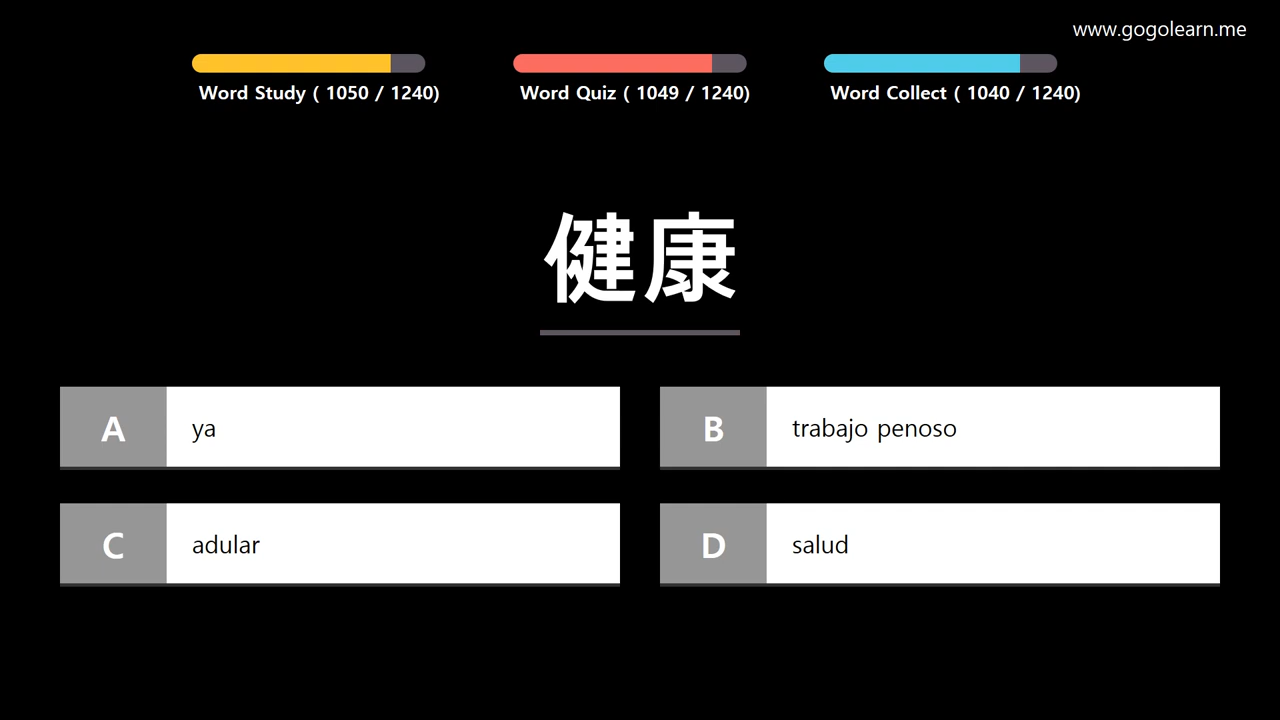 www.gogolearn.me
Word Study ( 1050 / 1240)
Word Quiz ( 1049 / 1240)
Word Collect ( 1040 / 1240)
健康
A ya
B trabajo penoso
C adular
D salud